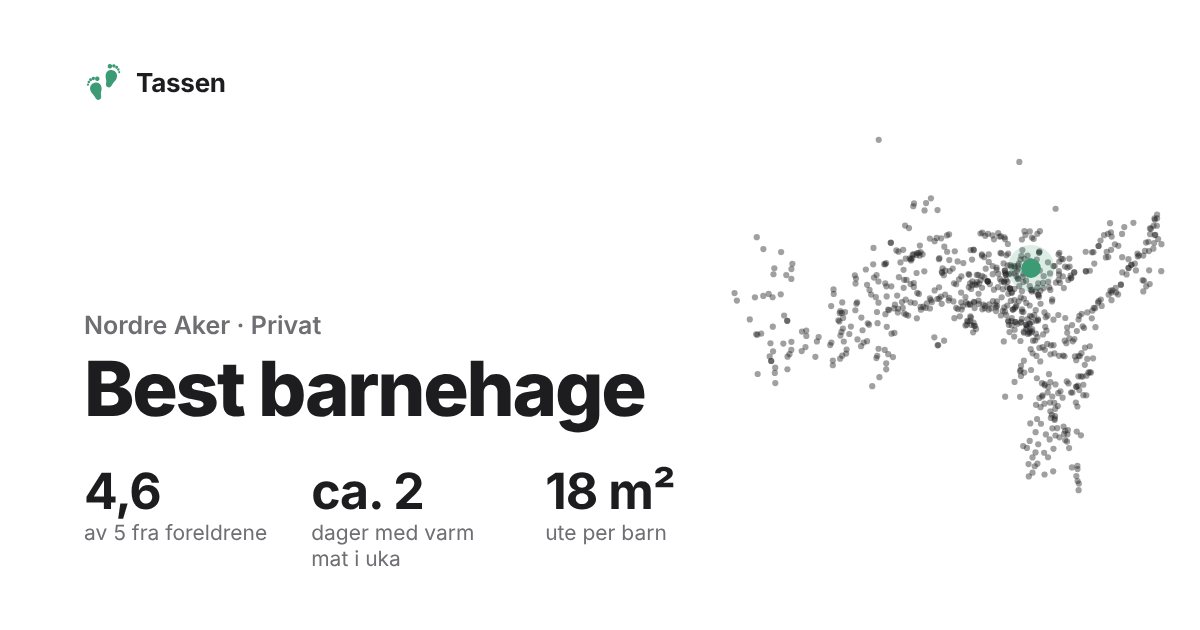 Tassen
Nordre Aker · Privat
Best barnehage
4,6
av 5 fra foreldrene
ca. 2
dager med varm
mat i uka
18 m²
ute per barn